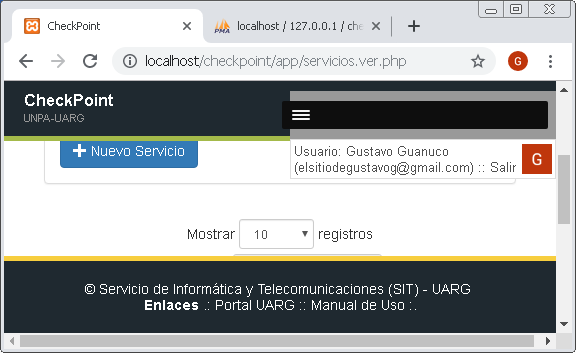 CheckPoint
localhost / 127.0.0.1 / che
localhost/checkpoint/app/servicios.ver.php
G
CheckPoint
UNPA-UARG
Nuevo Servicio
Usuario: Gustavo Guanuco
(elsitiodegustavog@gmail.com) :: Salir
G
Mostrar 10 registros
© Servicio de Informática y Telecomunicaciones (SIT) - UARG
Enlaces .: Portal UARG :: Manual de Uso :.